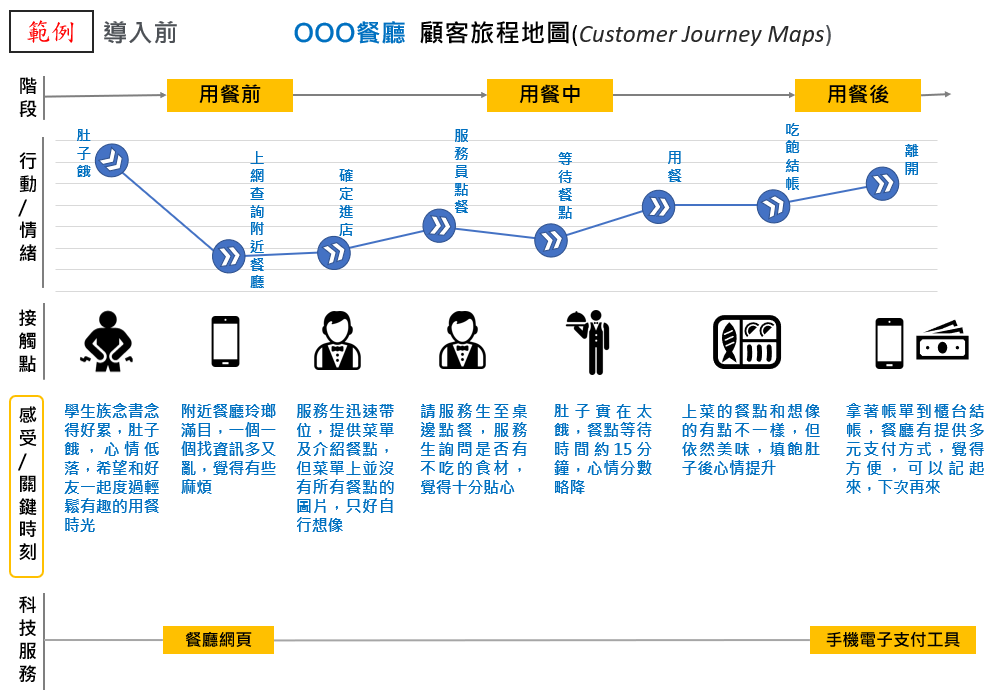 範例 導入前 OOO餐廳 顧客旅程地圖(Customer Journey Maps)
階段
用餐前
用餐中
用餐後
行動/情緒
肚子餓
上網查詢附近餐廳
確定進店
服務員點餐
等待餐點
用餐
吃飽結帳
離開
接觸點
感受/關鍵時刻
學生族念書念
得好累，肚子
餓，心情低
落，希望和好
友一起度過輕
鬆有趣的用餐
時光
附近餐廳玲瑯
滿目，一個一
個找資訊多又
亂，覺得有些
麻煩
服務生迅速帶
位，提供菜單
及介紹餐點，
但菜單上並沒
有所有餐點的
圖片，只好自
行想像
請服務生至桌
邊點餐，服務
生詢問是否有
不吃的食材，
覺得十分貼心
肚子實在太
餓，餐點等待
時間約15分
鐘，心情分數
略降
上菜的餐點和想像
的有點不一樣，但
依然美味，填飽肚
子後心情提升
拿著帳單到櫃台結
帳，餐廳有提供多
元支付方式，覺得
方便，可以記起
來，下次再來
科技服務
餐廳網頁
手機電子支付工具